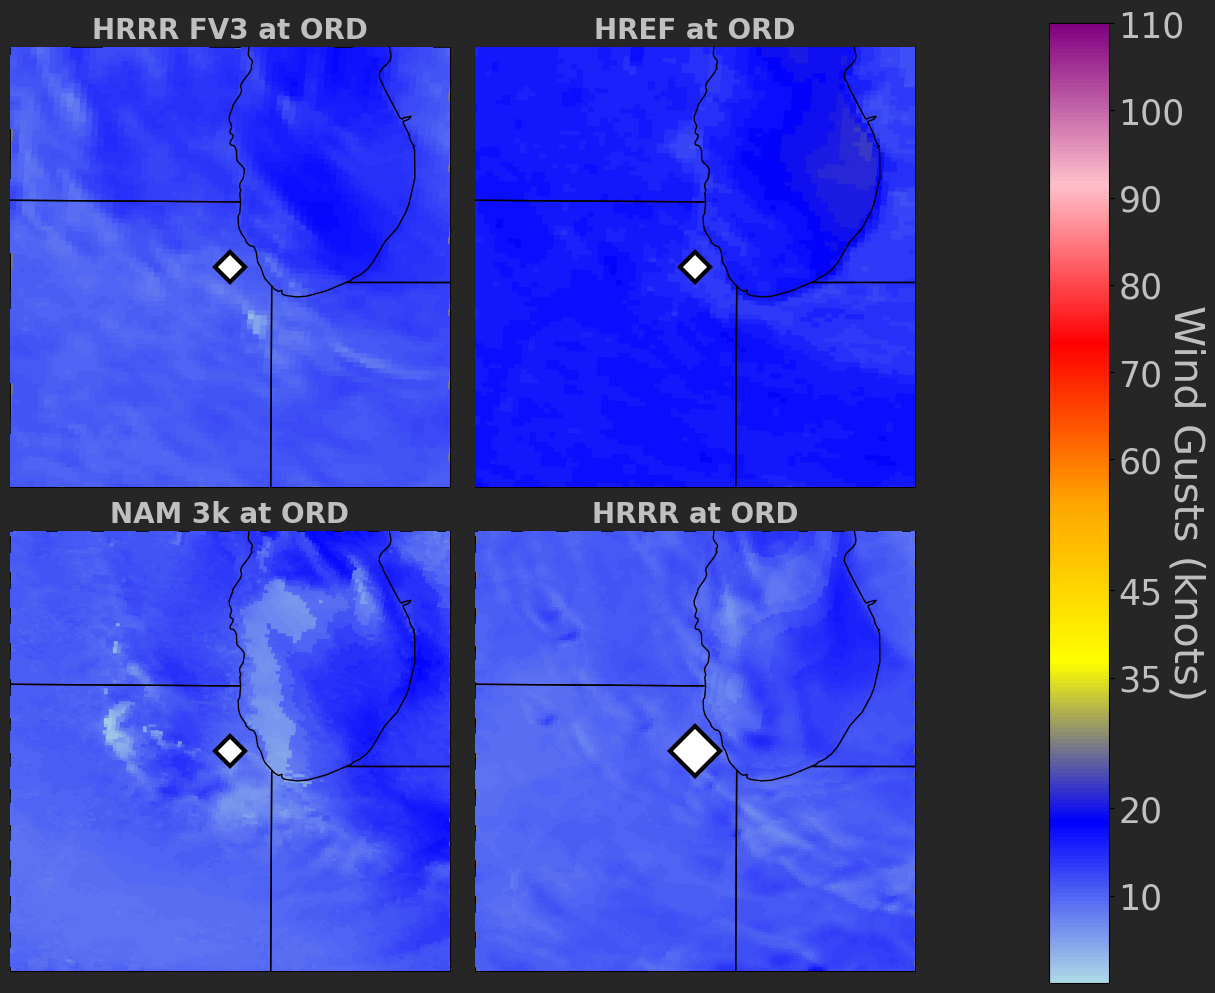 HRRR FV3 at ORD
HREF at ORD
NAM 3k at ORD
HRRR at ORD
110
100
90
80
70
60
45
35
20
10
Wind Gusts (knots)